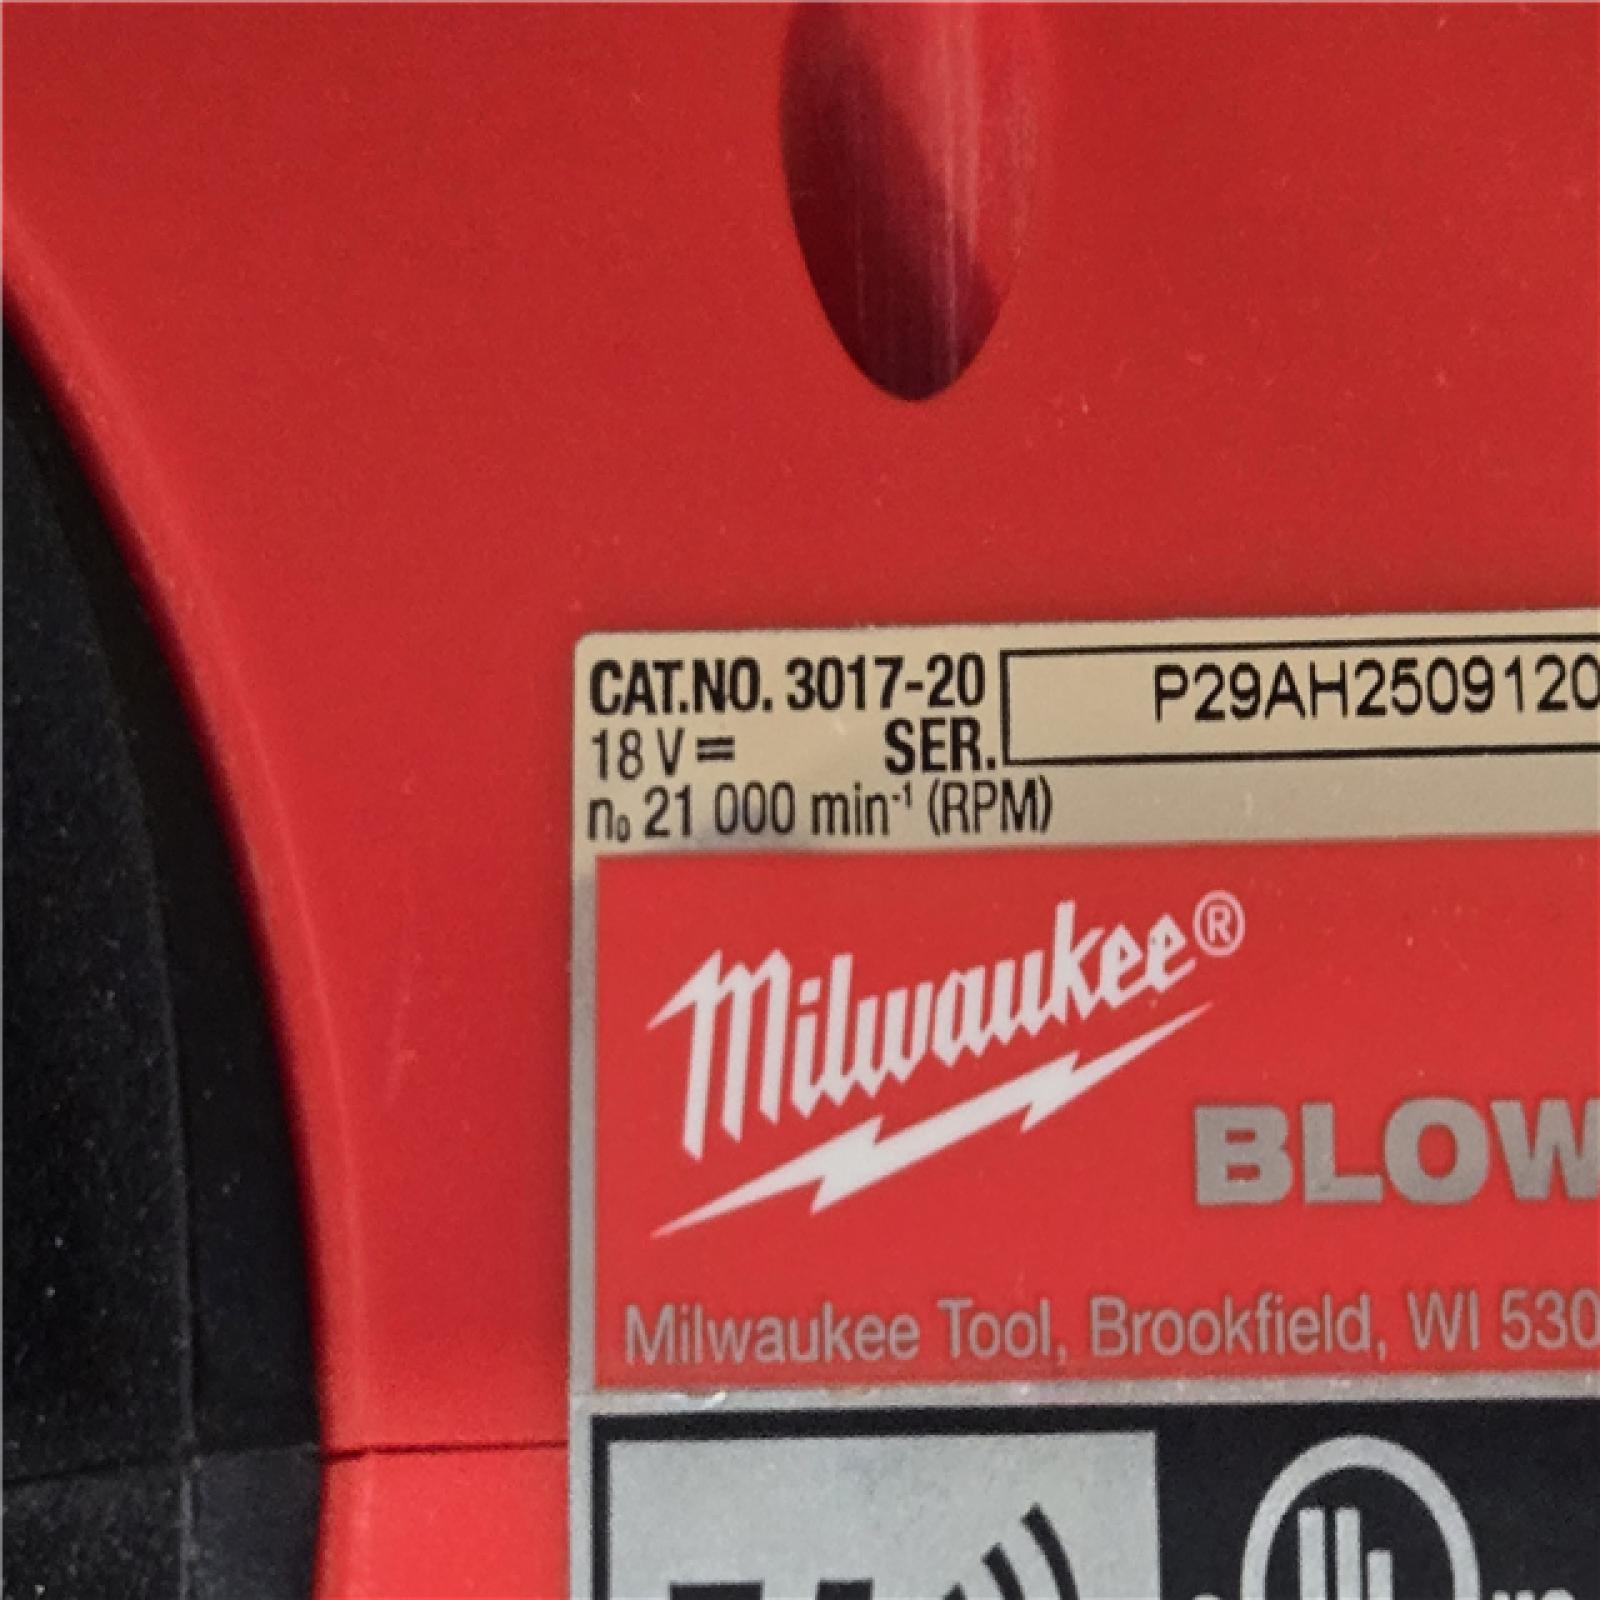 CAT.NO. 3017-20
P29AH2509120
18 V SER.
n₀ 21 000 min⁻¹ (RPM)
Milwaukee®
BLOW
Milwaukee Tool, Brookfield, WI 530
UL